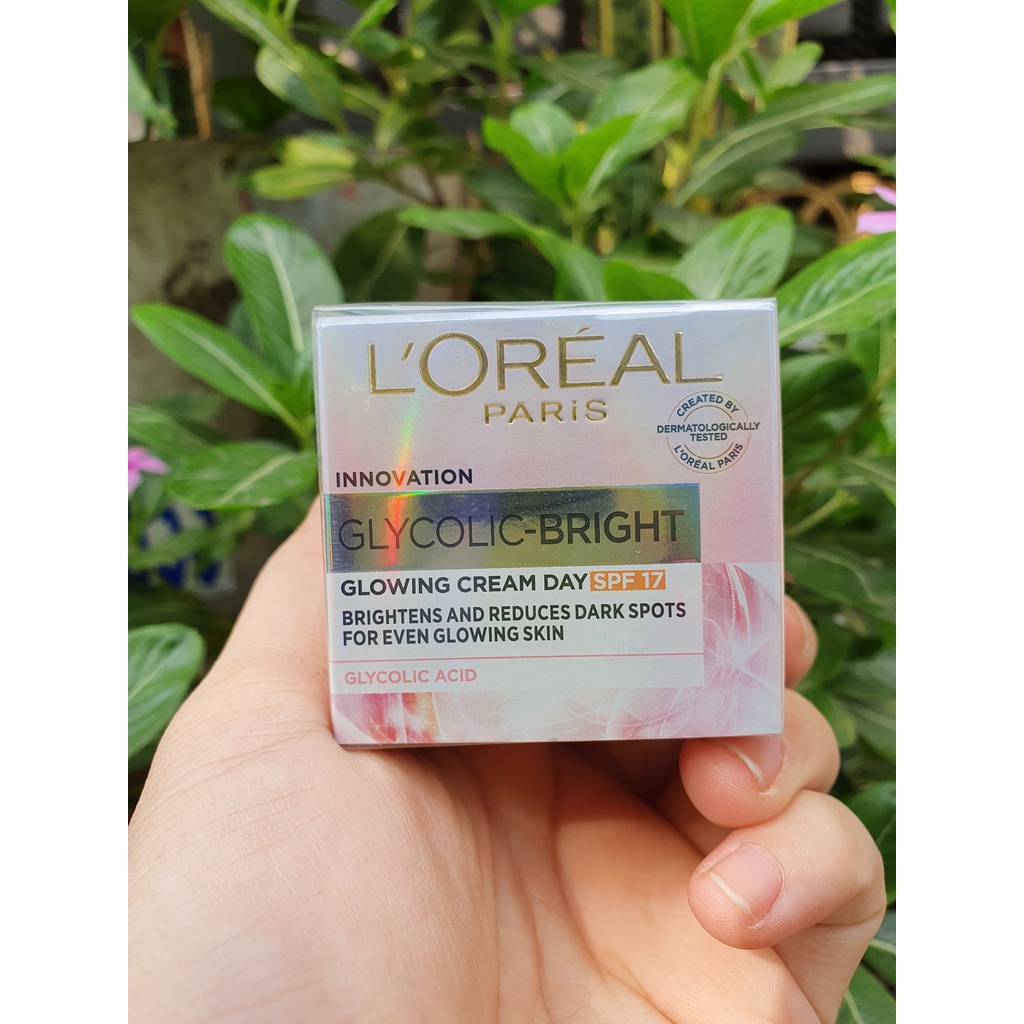 L'ORÉAL
PARiS
CREATED BY
DERMATOLOGICALLY
TESTED
L'ORÉAL PARIS
INNOVATION
GLYCOLIC-BRIGHT
GLOWING CREAM DAY SPF 17
BRIGHTENS AND REDUCES DARK SPOTS
FOR EVEN GLOWING SKIN
GLYCOLIC ACID